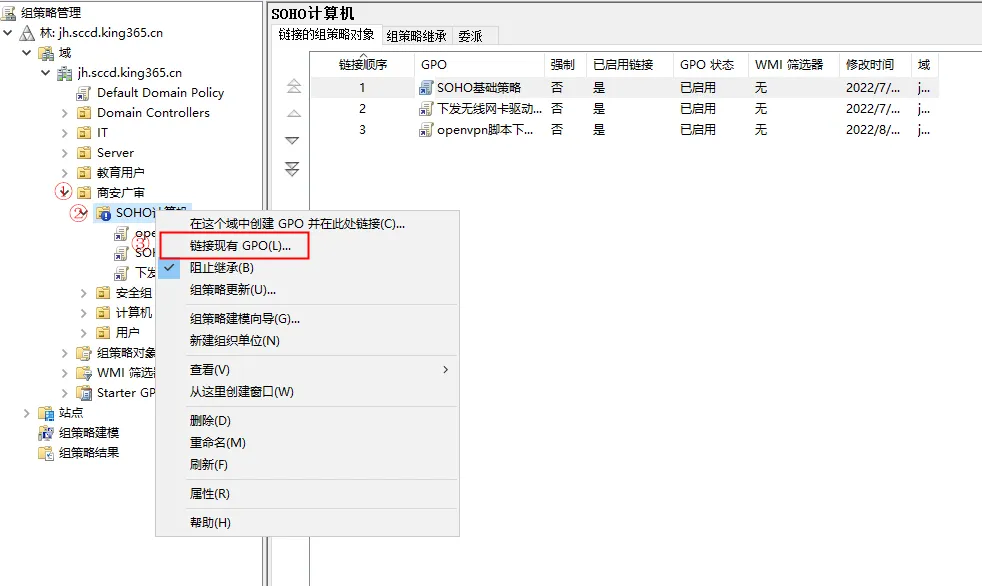 组策略管理
林: jh.sccd.king365.cn
域
jh.sccd.king365.cn
Default Domain Policy
Domain Controllers
IT
Server
教育用户
商安广审
②
SOHO计算机
ope
③
SOH
下发
安全组
计算机
用户
组策略对象
WMI 筛选器
Starter GP
站点
组策略建模
组策略结果
在这个域中创建 GPO 并在此处链接(C)...
链接现有 GPO(L)...
阻止继承(B)
组策略更新(U)...
组策略建模向导(G)...
新建组织单位(N)
查看(V)
从这里创建窗口(W)
删除(D)
重命名(M)
刷新(F)
属性(R)
帮助(H)
SOHO计算机
链接的组策略对象 组策略继承 委派
链接顺序 GPO 强制 已启用链接 GPO 状态 WMI 筛选器 修改时间 域
1 SOHO基础策略 否 是 已启用 无 2022/7/... j...
2 下发无线网卡驱动... 否 是 已启用 无 2022/7/... j...
3 openvpn脚本下... 否 是 已启用 无 2022/8/... j...